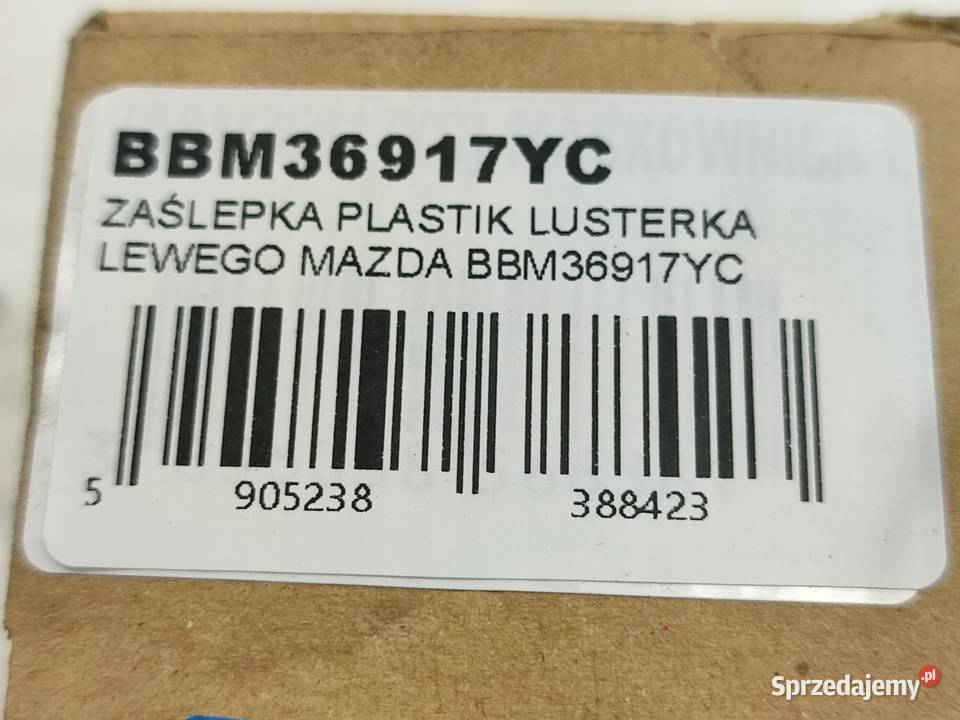 BBM36917YC
ZAŚLEPKA PLASTIK LUSTERKA
LEWEGO MAZDA BBM36917YC
5 905238 388423
Sprzedajemy.pl